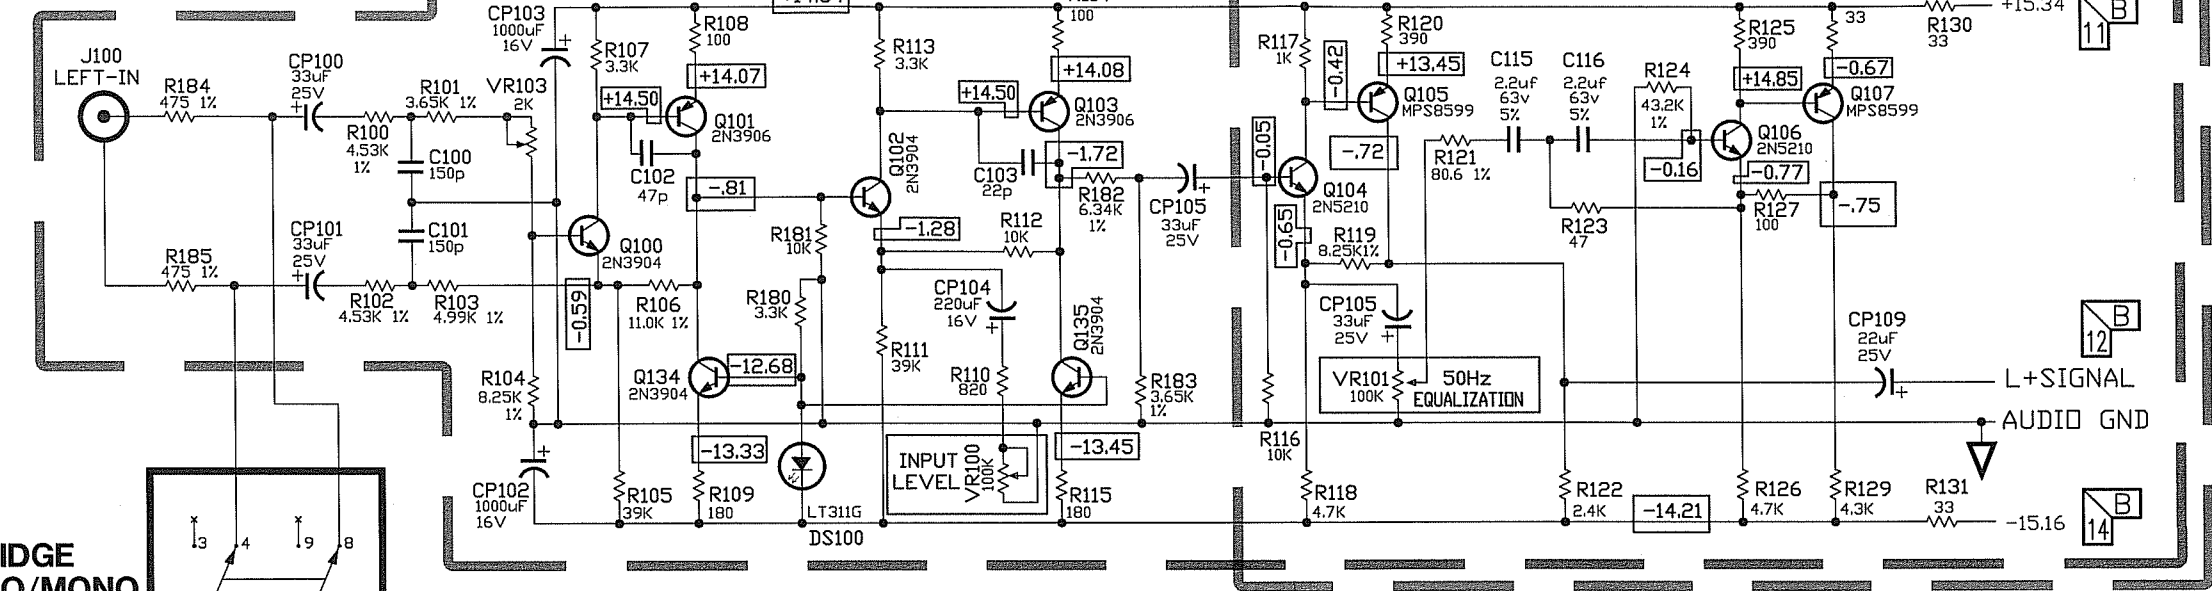 J100
LEFT-IN
R184
475 1%
CP100
33uF
25V
+
R100
4.53K
1%
R101
3.65K 1%
C100
150p
VR103
2K
CP103
1000uF
16V
+
R107
3.3K
R108
100
+14.07
+14.50
Q101
2N3906
C102
47p
-.81
Q100
2N3904
C101
150p
CP101
33uF
25V
+
R185
475 1%
R102
4.53K 1%
R103
4.99K 1%
-0.59
R106
11.0K 1%
R104
8.25K
1%
Q134
2N3904
-12.68
-13.33
CP102
1000uF
16V
+
R105
39K
R109
180
LT311G
DS100
R180
3.3K
R181
10K
R113
3.3K
Q102
2N3904
-1.28
R112
10K
R111
39K
CP104
220uF
16V
+
R110
820
INPUT
LEVEL
VR100
100K
100
+14.08
+14.50
Q103
2N3906
C103
22p
-1.72
R182
6.34K
1%
Q135
2N3904
-13.45
R115
180
R183
3.65K
1%
CP105
33uF
25V
+
-0.05
R117
1K
-0.42
R120
390
+13.45
Q105
MPS8599
-.72
Q104
2N5210
-0.65
R119
8.25K1%
CP105
33uF
25V
+
VR101
100K
50Hz
EQUALIZATION
R116
10K
R118
4.7K
R121
80.6 1%
C115
2.2uf
63v
5%
C116
2.2uf
63v
5%
R124
43.2K
1%
R123
47
-0.16
R125
390
33
+14.85
-0.67
Q107
MPS8599
Q106
2N5210
-0.77
R127
100
-.75
R130
33
+15.34
B
11
B
12
CP109
22uF
25V
+
L+SIGNAL
AUDIO GND
R122
2.4K
-14.21
R126
4.7K
R129
4.3K
R131
33
-15.16
B
14
x
3
4
x
9
8
IDGE
O/MONO